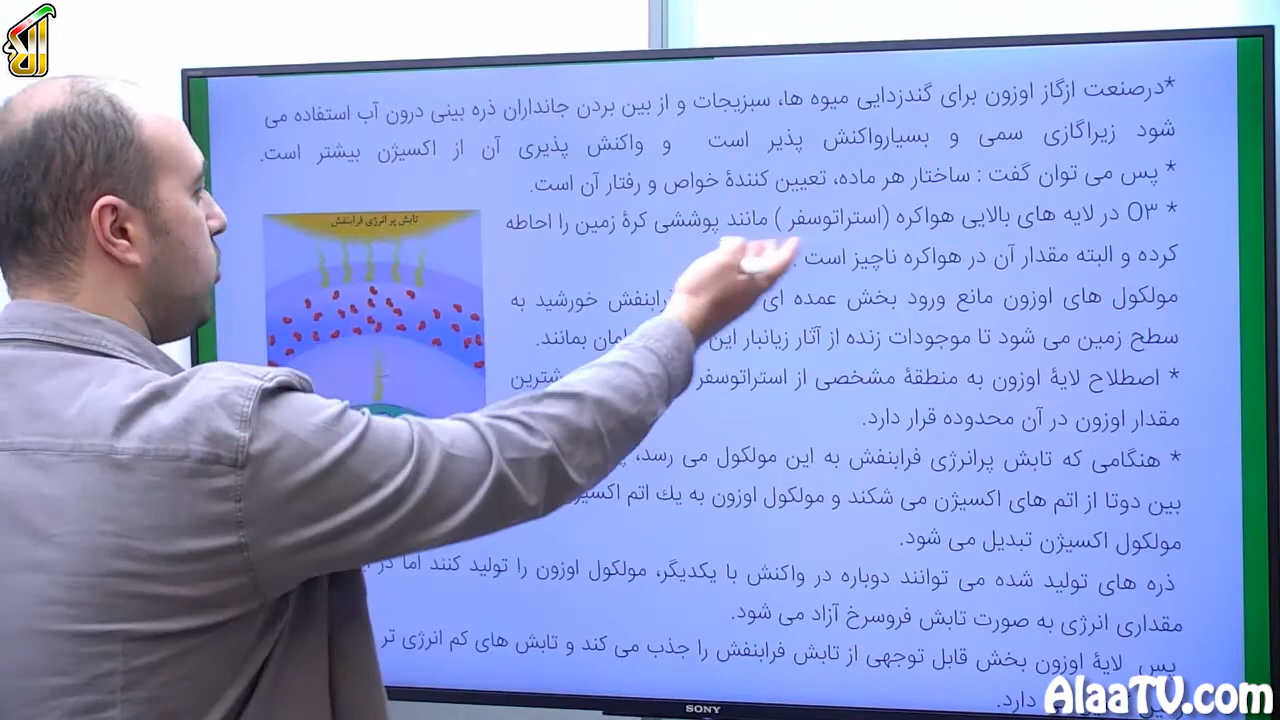 *درصنعت ازگاز اوزون برای گندزدایی میوه ها، سبزیجات و از بین بردن جانداران ذره بینی درون آب استفاده می
شود زیراگازی سمی و بسیارواکنش پذیر است و واکنش پذیری آن از اکسیژن بیشتر است.
* پس می توان گفت : ساختار هر ماده، تعیین کنندۀ خواص و رفتار آن است.
* O۳ در لایه های بالایی هواکره (استراتوسفر ) مانند پوششی کرۀ زمین را احاطه
کرده و البته مقدار آن در هواکره ناچیز است
مولکول های اوزون مانع ورود بخش عمده ای فرابنفش خورشید به
سطح زمین می شود تا موجودات زنده از آثار زیانبار این بمانند.
* اصطلاح لایۀ اوزون به منطقۀ مشخصی از استراتوسفر
مقدار اوزون در آن محدوده قرار دارد.
* هنگامی که تابش پرانرژی فرابنفش به این مولکول می رسد،
بین دوتا از اتم های اکسیژن می شکند و مولکول اوزون به یك اتم
مولکول اکسیژن تبدیل می شود.
ذره های تولید شده می توانند دوباره در واکنش با یکدیگر، مولکول اوزون را تولید کنند اما در
مقداری انرژی به صورت تابش فروسرخ آزاد می شود.
پس لایۀ اوزون بخش قابل توجهی از تابش فرابنفش را جذب می کند و تابش های کم انرژی تر
دارد.
تابش پر انرژی فرابنفش
SONY
AlaaTV.com